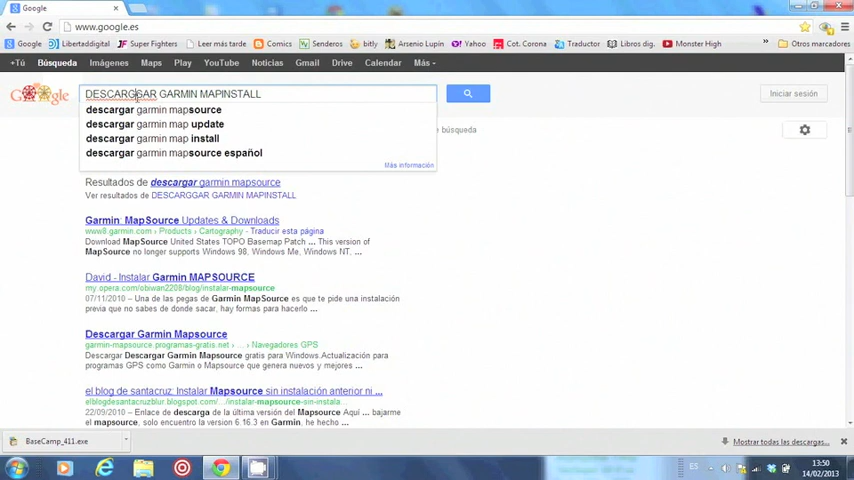 Google
www.google.es
Google Libertaddigital Super Fighters Leer más tarde Comics Senderos bitly Arsenio Lupin Yahoo Cot. Corona Traductor Libros dig. Monster High Otros marcadores
+Tú Búsqueda Imágenes Maps Play YouTube Noticias Gmail Drive Calendar Más
Google DESCARGGAR GARMIN MAPINSTALL Iniciar sesión
descargar garmin mapsource
descargar garmin map update
descargar garmin map install
descargar garmin mapsource español
Más información
e búsqueda
Resultados de descargar garmin mapsource
Ver resultados de DESCARGGAR GARMIN MAPINSTALL
Garmin: MapSource Updates & Downloads
www8.garmin.com › Products › Cartography - Traducir esta página
Download MapSource United States TOPO Basemap Patch ... This version of
MapSource no longer supports Windows 98, Windows Me, Windows NT, ...
David - Instalar Garmin MAPSOURCE
my.opera.com/obiwan2208/blog/instalar-mapsource
07/11/2010 – Una de las pegas de Garmin MapSource es que te pide una instalación
previa que no sabes de donde sacar, hay formas para hacerlo ...
Descargar Garmin Mapsource
garmin-mapsource.programas-gratis.net › ... › Navegadores GPS
Descargar Descargar Garmin Mapsource gratis para Windows.Actualización para
programas GPS como Garmin o Mapsource que genera nuevos y mejores ...
el blog de santacruz: Instalar Mapsource sin instalación anterior ni ...
elblogdesantacruzblur.blogspot.com/.../instalar-mapsource-sin-instala...
22/09/2010 – Enlace de descarga de la última versión del Mapsource Aquí ... bajarme
el mapsource, solo encuentro la version 6.16.3 en Garmin, he hecho ...
BaseCamp_411.exe Mostrar todas las descargas...
ES 13:50
14/02/2013